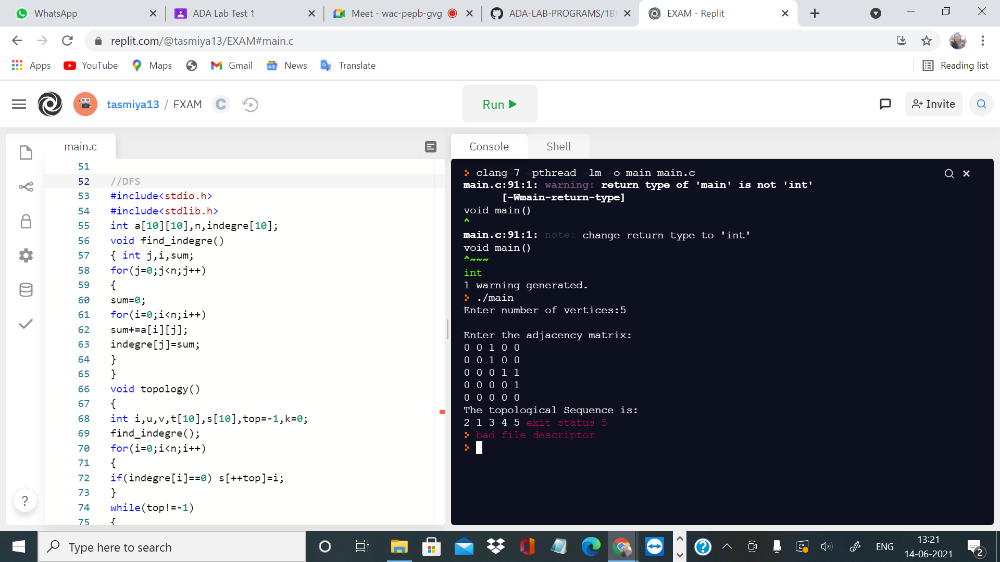 WhatsApp
ADA Lab Test 1
Meet - wac-pepb-gvg
ADA-LAB-PROGRAMS/1B
EXAM - Replit
replit.com/@tasmiya13/EXAM#main.c
Apps
YouTube
Maps
Gmail
News
Translate
Reading list
tasmiya13 / EXAM
C
Run
Invite
main.c
51
52 //DFS
53 #include<stdio.h>
54 #include<stdlib.h>
55 int a[10][10],n,indegre[10];
56 void find_indegre()
57 { int j,i,sum;
58 for(j=0;j<n;j++)
59 {
60 sum=0;
61 for(i=0;i<n;i++)
62 sum+=a[i][j];
63 indegre[j]=sum;
64 }
65 }
66 void topology()
67 {
68 int i,u,v,t[10],s[10],top=-1,k=0;
69 find_indegre();
70 for(i=0;i<n;i++)
71 {
72 if(indegre[i]==0) s[++top]=i;
73 }
74 while(top!=-1)
75 {
?
Console
Shell
clang-7 -pthread -lm -o main main.c
main.c:91:1: warning: return type of 'main' is not 'int'
[-Wmain-return-type]
void main()
^
main.c:91:1: note: change return type to 'int'
void main()
^~~~
int
1 warning generated.
./main
Enter number of vertices:5
Enter the adjacency matrix:
0 0 1 0 0
0 0 1 0 0
0 0 0 1 1
0 0 0 0 1
0 0 0 0 0
The topological Sequence is:
2 1 3 4 5 exit status 5
bad file descriptor
Type here to search
?
ENG
13:21
14-06-2021
2